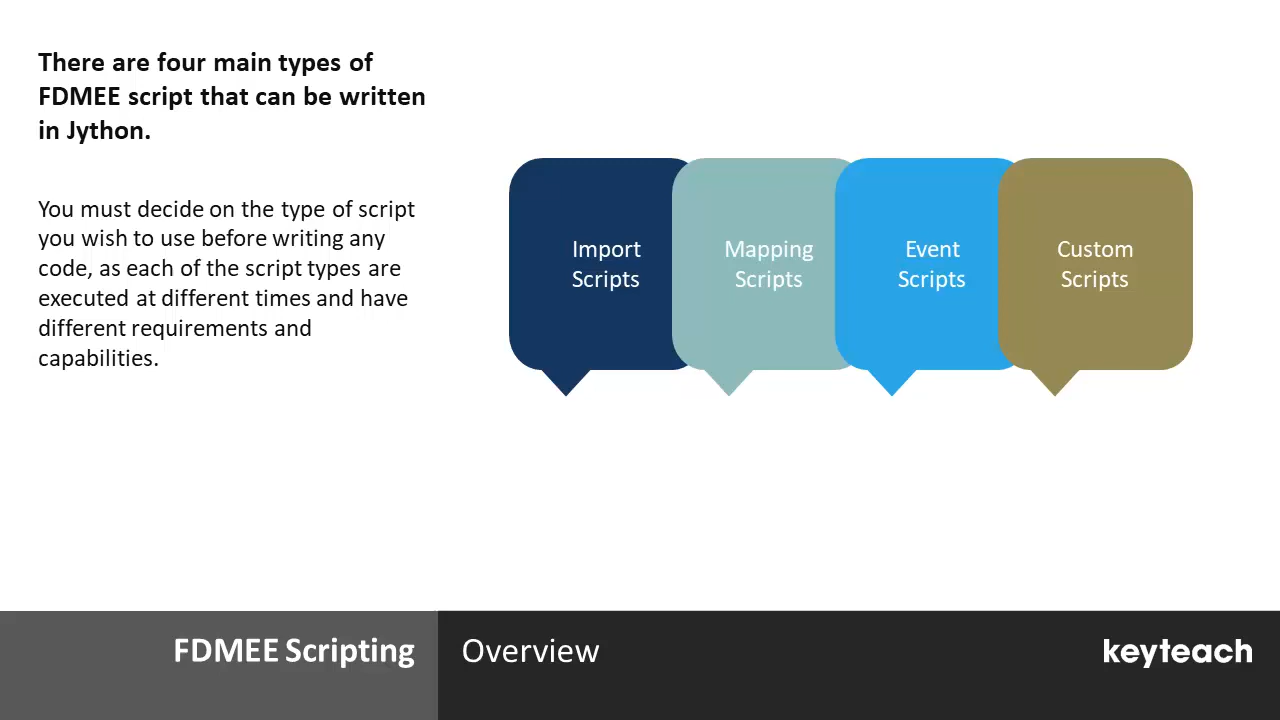 There are four main types of
FDMEE script that can be written
in Jython.
You must decide on the type of script
you wish to use before writing any
code, as each of the script types are
executed at different times and have
different requirements and
capabilities.
Import
Scripts
Mapping
Scripts
Event
Scripts
Custom
Scripts
FDMEE Scripting
Overview
keyteach